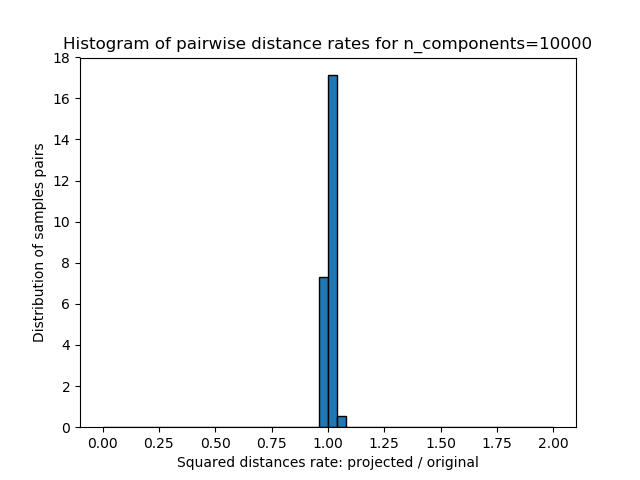 Histogram of pairwise distance rates for n_components=10000
18
16
14
12
10
8
6
4
2
0
Distribution of samples pairs
0.00 0.25 0.50 0.75 1.00 1.25 1.50 1.75 2.00
Squared distances rate: projected / original